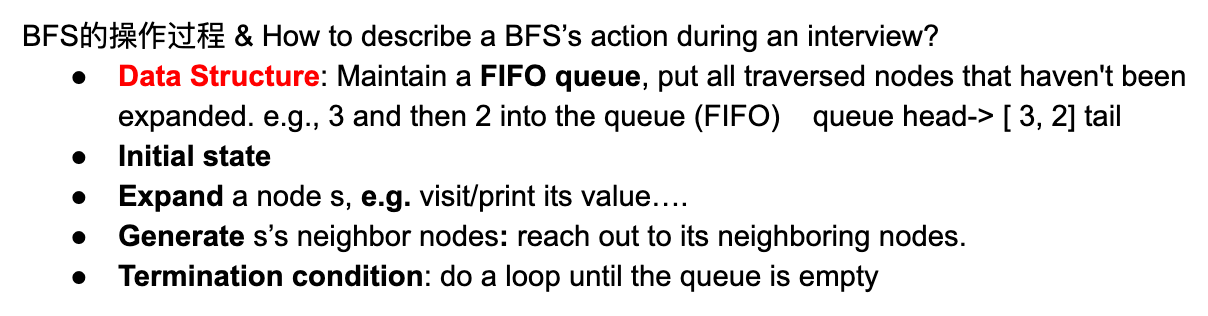 BFS的操作过程 & How to describe a BFS’s action during an interview?
● Data Structure: Maintain a FIFO queue, put all traversed nodes that haven't been
expanded. e.g., 3 and then 2 into the queue (FIFO)    queue head-> [ 3, 2] tail
● Initial state
● Expand a node s, e.g. visit/print its value….
● Generate s’s neighbor nodes: reach out to its neighboring nodes.
● Termination condition: do a loop until the queue is empty